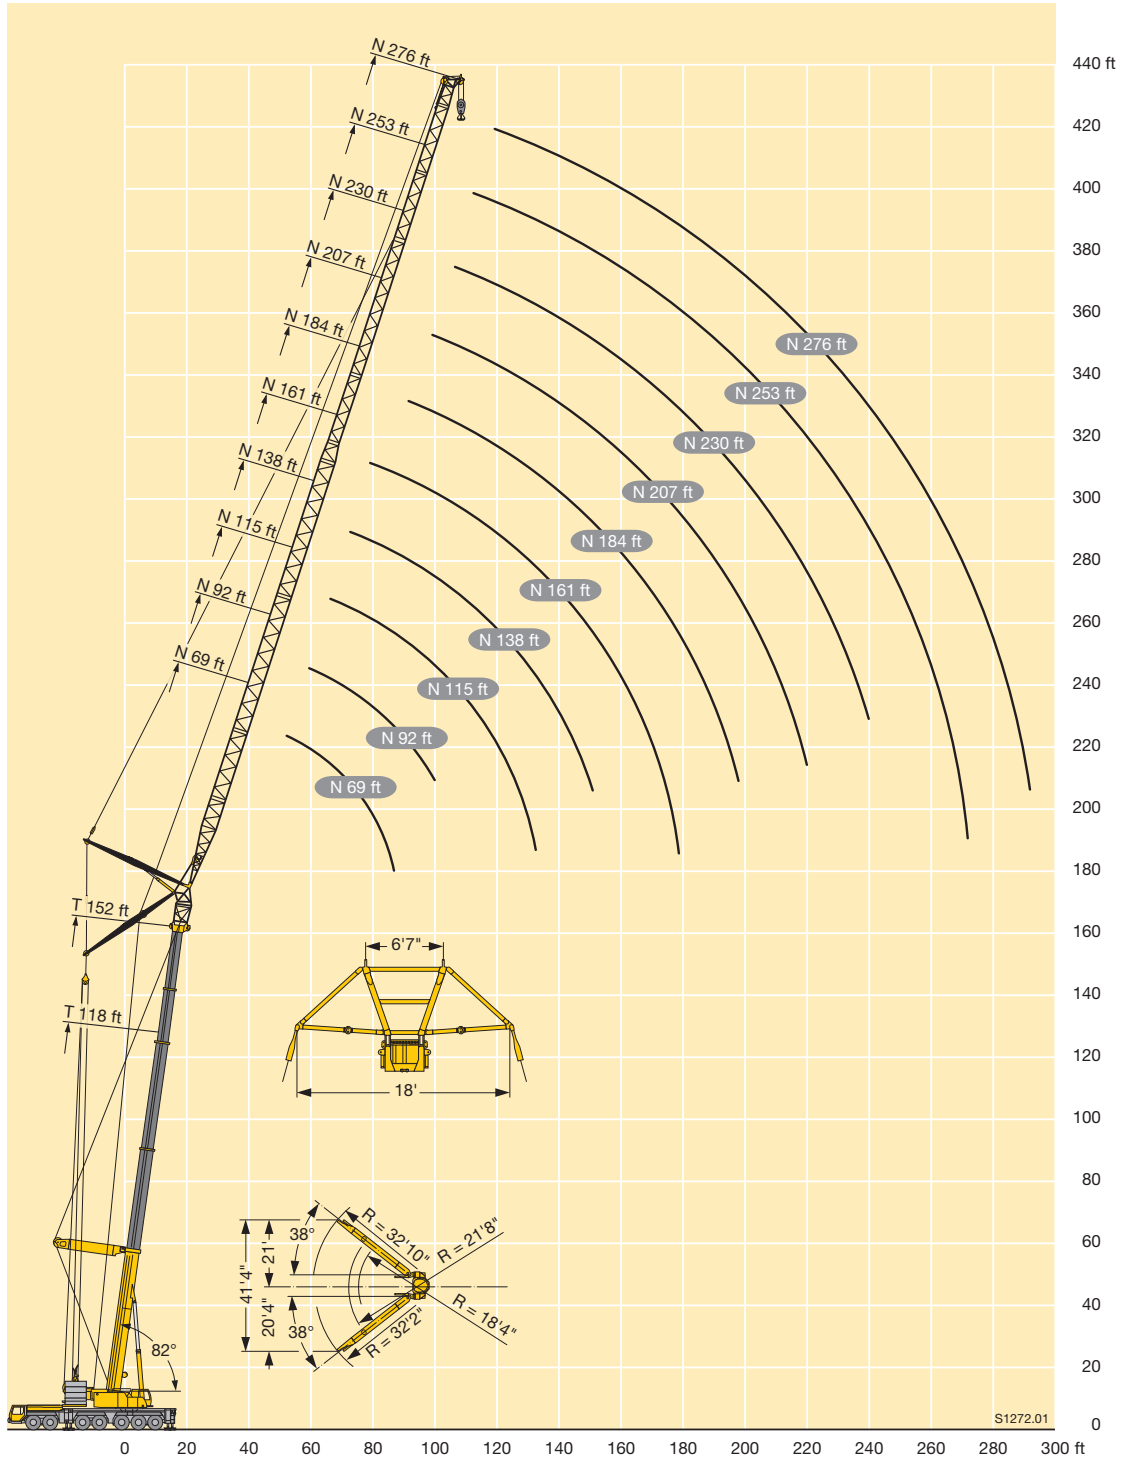 N 276 ft
440 ft
N 253 ft
420
N 230 ft
400
N 207 ft
380
360
N 184 ft
N 276 ft
340
N 161 ft
N 253 ft
320
N 138 ft
N 230 ft
300
N 115 ft
N 207 ft
280
N 184 ft
N 92 ft
N 161 ft
260
N 69 ft
N 138 ft
240
N 115 ft
220
N 92 ft
N 69 ft
200
180
T 152 ft
160
6'7"
140
T 118 ft
120
18'
100
80
R = 32'10"
R = 21'8"
38°
21'
60
41'4"
20'4"
40
38°
R = 32'2"
R = 18'4"
82°
20
S1272.01
0
0 20 40 60 80 100 120 140 160 180 200 220 240 260 280 300 ft